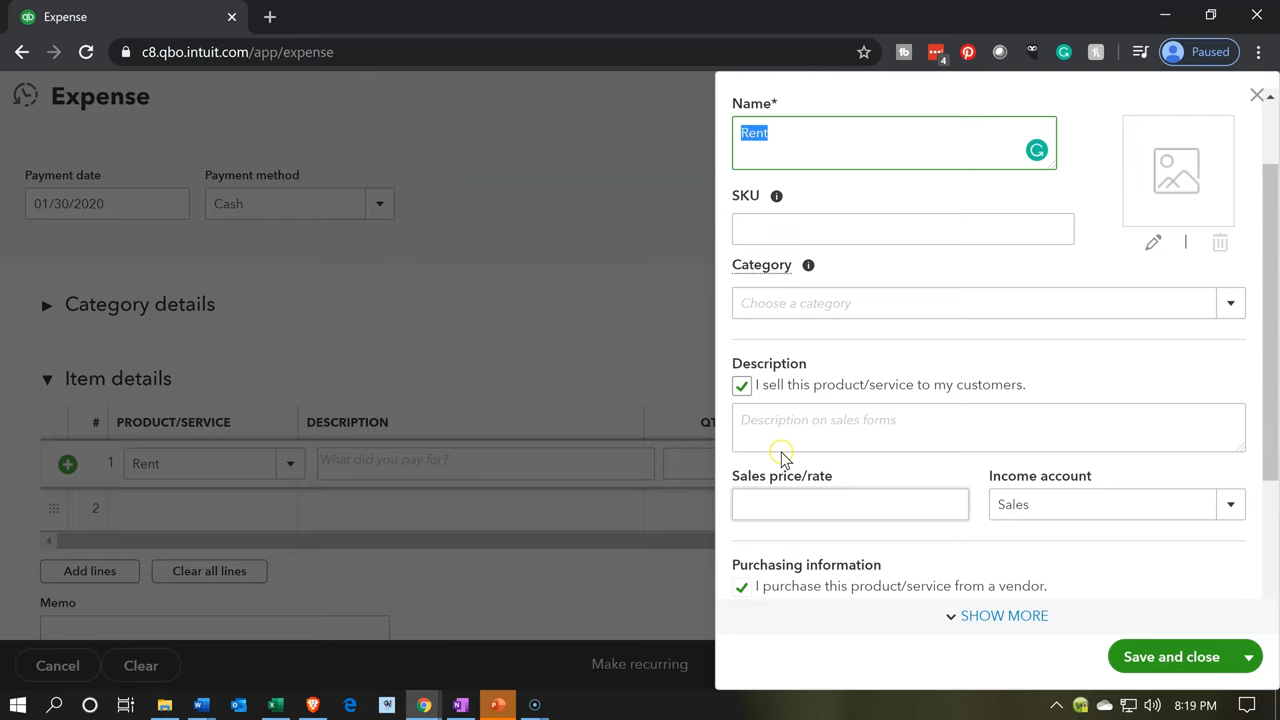 qb Expense
c8.qbo.intuit.com/app/expense
4
Paused
Expense
Payment date
Payment method
01/30/2020
Cash
Category details
Item details
# PRODUCT/SERVICE DESCRIPTION QT
1 Rent What did you pay for?
2
Add lines Clear all lines
Memo
Cancel Clear Make recurring
Name*
Rent
SKU
Category
Choose a category
Description
I sell this product/service to my customers.
Description on sales forms
Sales price/rate Income account
Sales
Purchasing information
I purchase this product/service from a vendor.
SHOW MORE
Save and close
8:19 PM